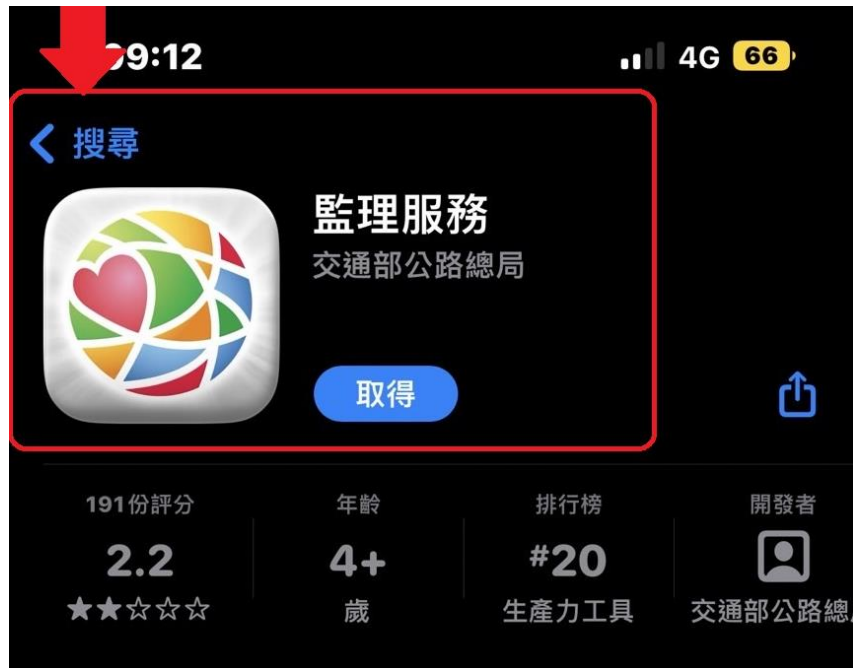 09:12
4G 66
搜尋
監理服務
交通部公路總局
取得
191份評分
年齡
排行榜
開發者
2.2
4+
#20
歲
生產力工具
交通部公路總